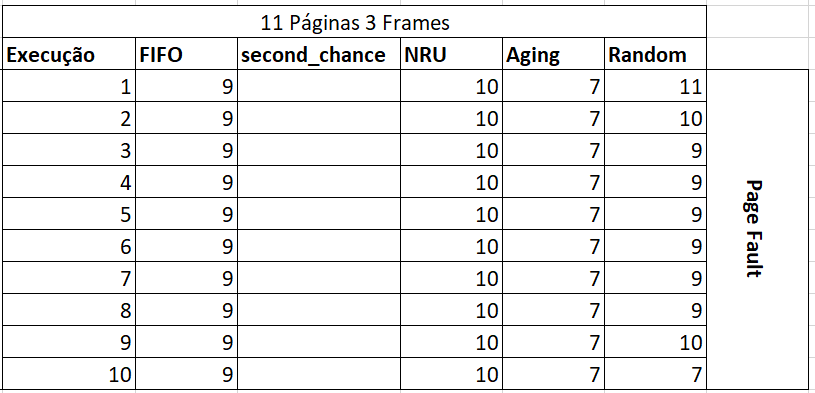 11 Páginas 3 Frames
Execução FIFO second_chance NRU Aging Random
1 9 10 7 11
2 9 10 7 10
3 9 10 7 9
4 9 10 7 9
5 9 10 7 9
6 9 10 7 9
7 9 10 7 9
8 9 10 7 9
9 9 10 7 10
10 9 10 7 7
Page Fault